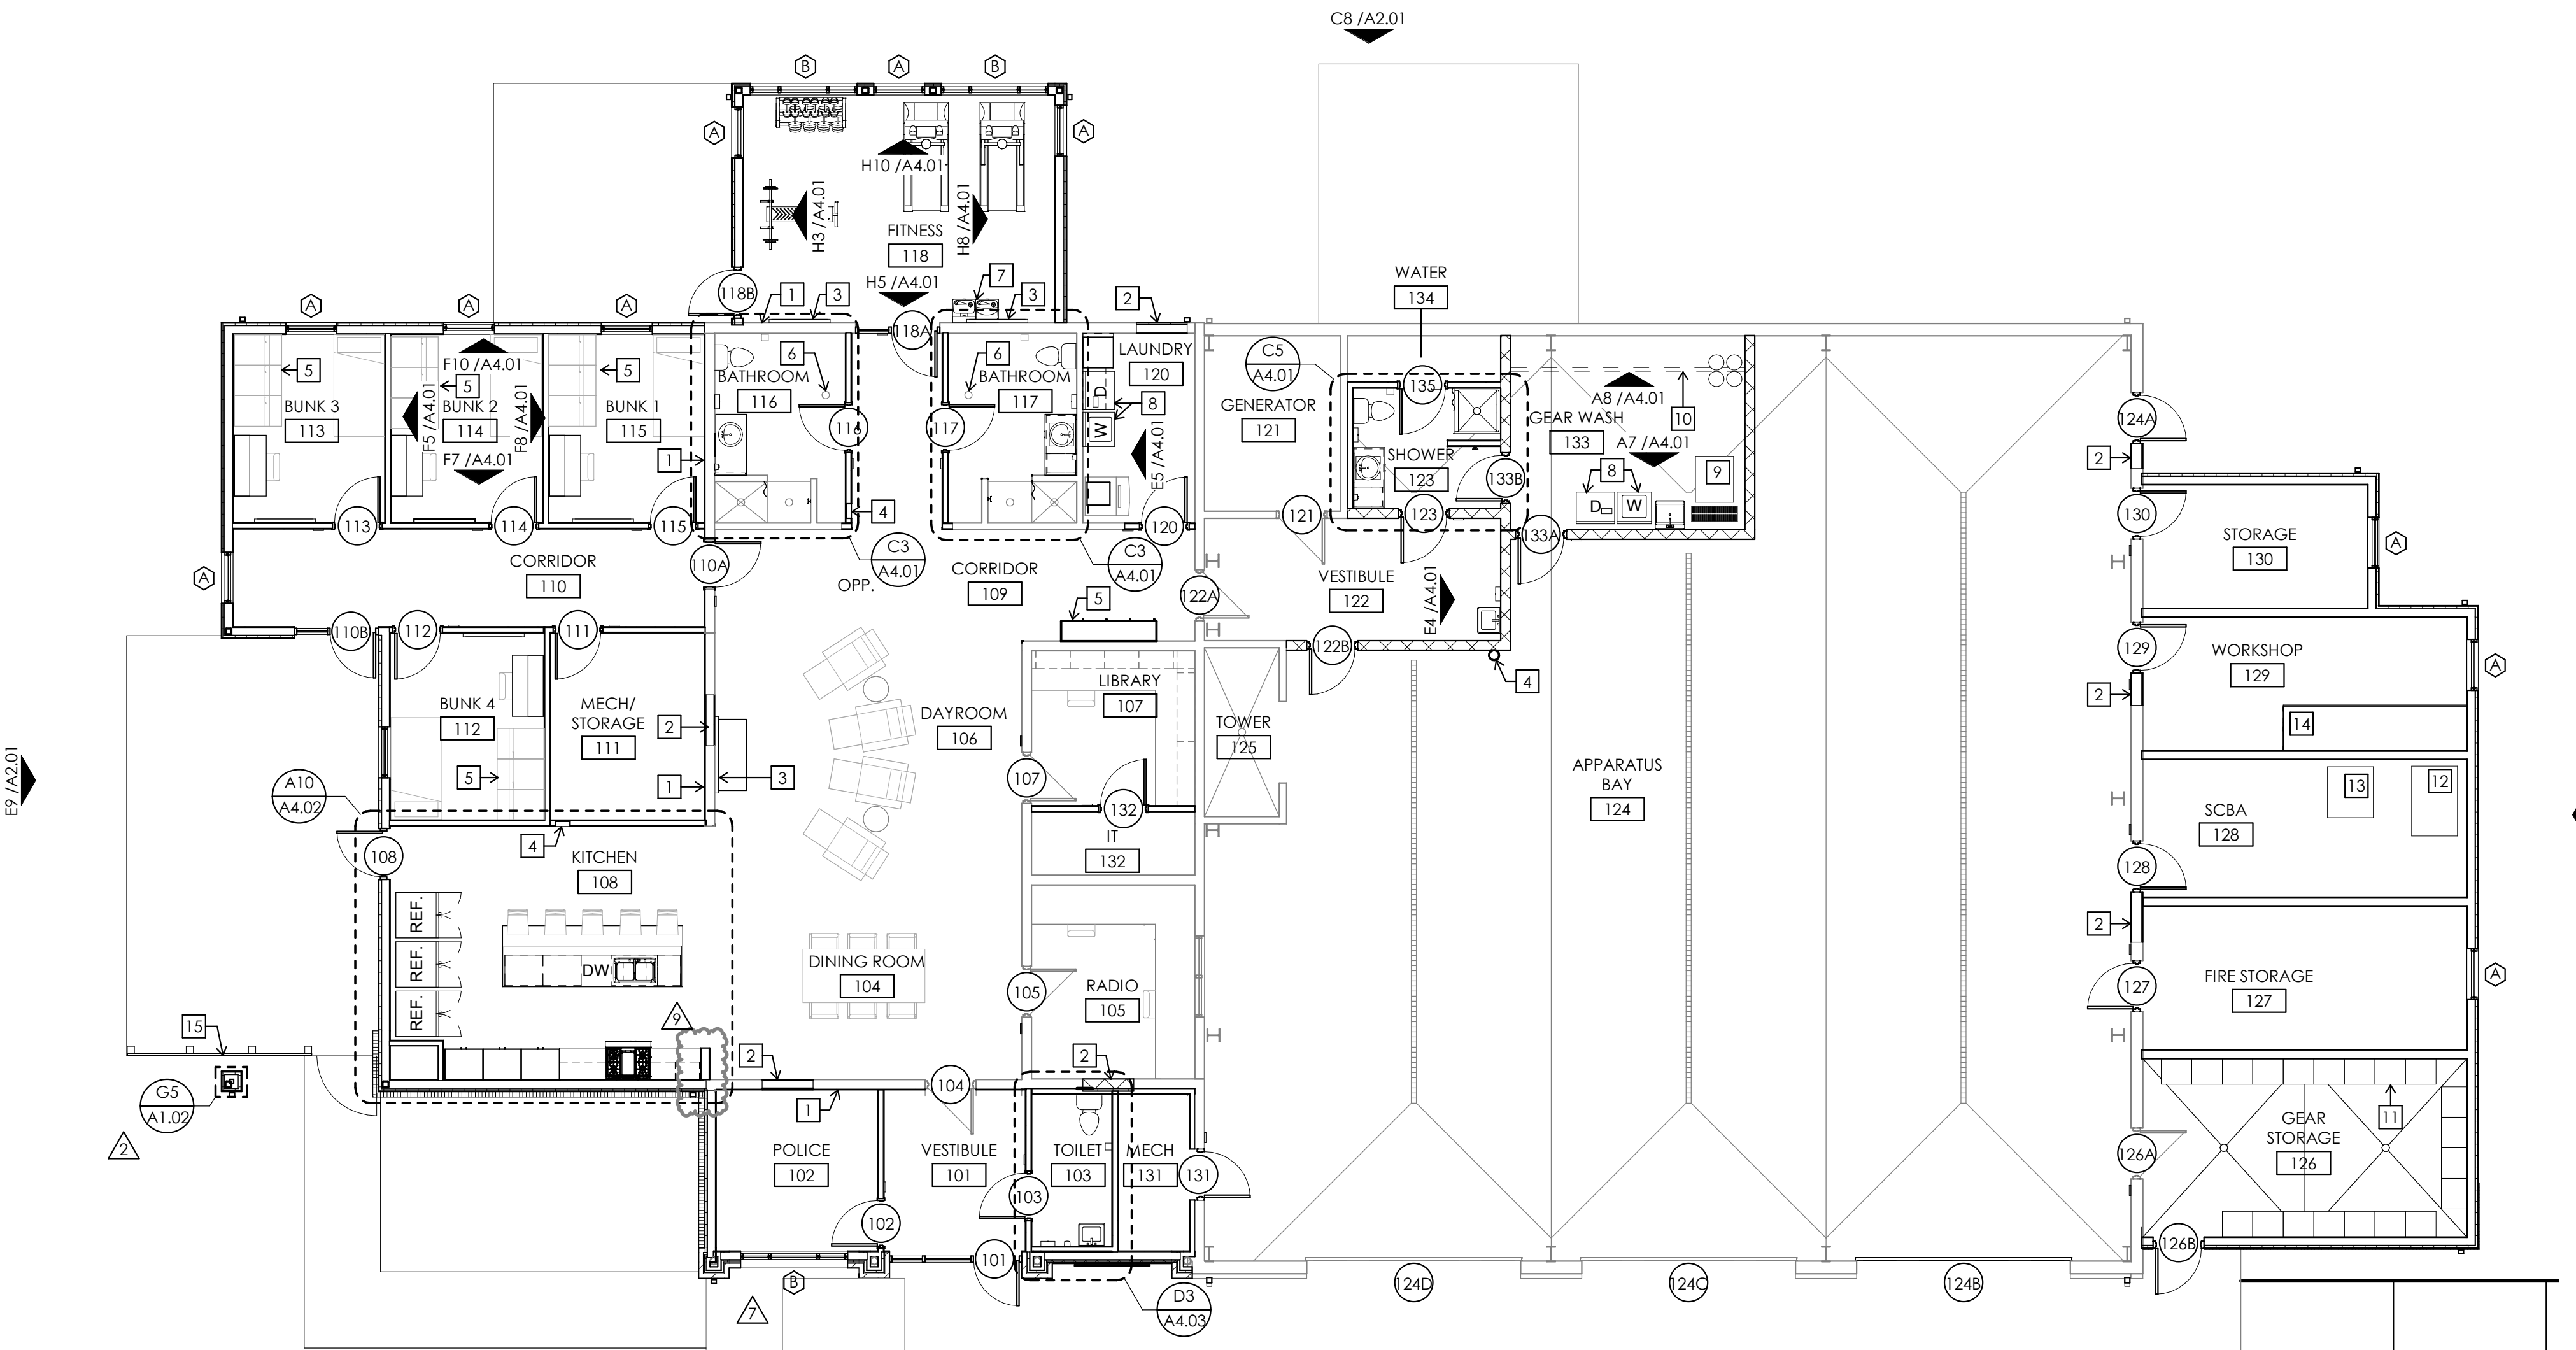 C8 /A2.01
B
A
B
A
A
H10 /A4.01
H3 /A4.01
H8 /A4.01
FITNESS
118
H5 /A4.01
7
118B
1
3
3
2
118A
WATER
134
A
A
A
5
F10 /A4.01
5
5
BUNK 3
113
F5 /A4.01
BUNK 2
114
F8 /A4.01
F7 /A4.01
BUNK 1
115
1
6
BATHROOM
116
116
6
BATHROOM
117
117
LAUNDRY
120
D
8
W
E5 /A4.01
C5
A4.01
GENERATOR
121
135
SHOWER
123
133B
GEAR WASH
133
A8 /A4.01
10
A7 /A4.01
8
9
D
W
124A
2
113
114
115
4
120
121
123
133A
130
STORAGE
130
A
A
CORRIDOR
110
110A
C3
A4.01
OPP.
CORRIDOR
109
C3
A4.01
122A
VESTIBULE
122
E4 /A4.01
5
110B
112
111
122B
4
129
WORKSHOP
129
A
2
14
BUNK 4
112
MECH/
STORAGE
111
2
DAYROOM
106
LIBRARY
107
TOWER
125
E9 /A2.01
A10
A4.02
5
1
3
107
132
APPARATUS
BAY
124
13
12
SCBA
128
4
108
KITCHEN
108
IT
132
128
REF.
REF.
REF.
DW
DINING ROOM
104
105
RADIO
105
2
127
FIRE STORAGE
127
A
15
9
2
2
G5
A1.02
1
104
2
11
GEAR
STORAGE
126
POLICE
102
VESTIBULE
101
TOILET
103
MECH
131
131
126A
103
102
101
126B
B
7
D3
A4.03
124D
124C
124B